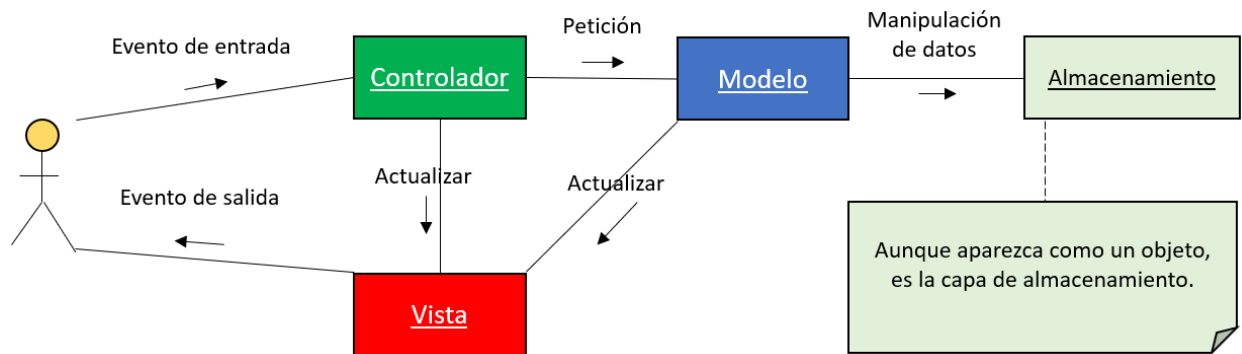 Evento de entrada
Controlador
Petición
Modelo
Manipulación
de datos
Almacenamiento
Actualizar
Actualizar
Evento de salida
Vista
Aunque aparezca como un objeto,
es la capa de almacenamiento.